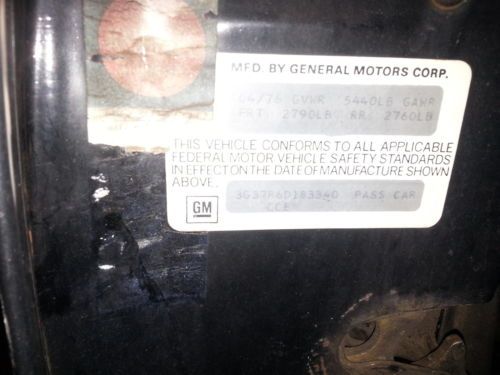 MFD. BY GENERAL MOTORS CORP.
04/76 GVWR 5440LB GAWR
FRT 2790LB RR 2760LB
THIS VEHICLE CONFORMS TO ALL APPLICABLE
FEDERAL MOTOR VEHICLE SAFETY STANDARDS
IN EFFECT ON THE DATE OF MANUFACTURE SHOWN
ABOVE.
3G37R6D183340 PASS CAR
GM